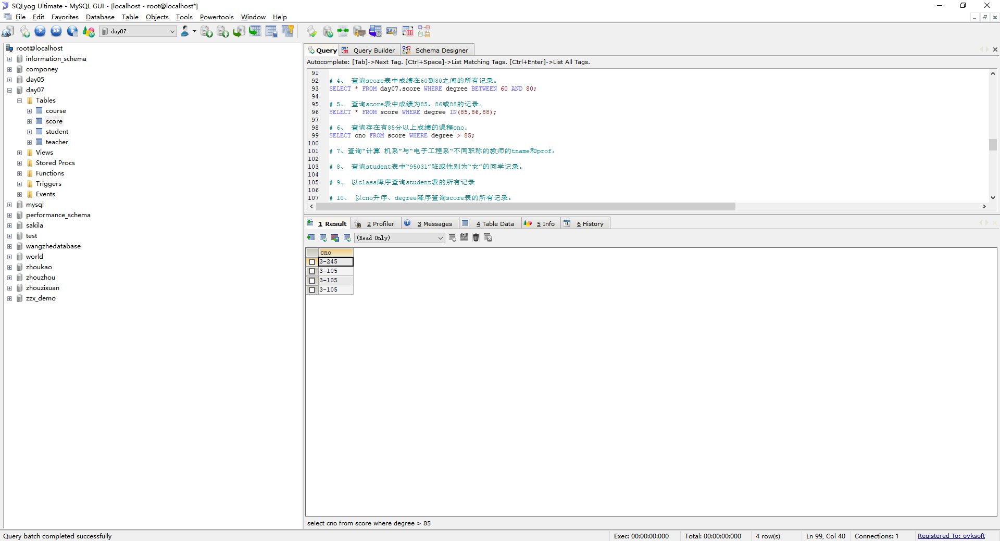 SQLyog Ultimate - MySQL GUI - [localhost - root@localhost*]
File Edit Favorites Database Table Objects Tools Powertools Window Help
day07
root@localhost
information_schema
componey
day05
day07
Tables
course
score
student
teacher
Views
Stored Procs
Functions
Triggers
Events
mysql
performance_schema
sakila
test
wangzhedatabase
world
zhoukao
zhouzhou
zhouzixuan
zzx_demo
Query Query Builder Schema Designer
Autocomplete: [Tab]->Next Tag. [Ctrl+Space]->List Matching Tags. [Ctrl+Enter]->List All Tags.
91
92 # 4、 查询score表中成绩在60到80之间的所有记录。
93 SELECT * FROM day07.score WHERE degree BETWEEN 60 AND 80;
94
95 # 5、 查询score表中成绩为85，86或88的记录。
96 SELECT * FROM score WHERE degree IN(85,86,88);
97
98 # 6、 查询存在有85分以上成绩的课程cno.
99 SELECT cno FROM score WHERE degree > 85;
100
101 # 7、查询“计算 机系”与“电子工程系“不同职称的教师的tname和prof。
102
103 # 8、 查询student表中“95031”班或性别为“女”的同学记录。
104
105 # 9、 以class降序查询student表的所有记录
106
107 # 10、 以cno升序、degree降序查询score表的所有记录。
1 Result 2 Profiler 3 Messages 4 Table Data 5 Info 18 6 History
(Read Only)
cno
3-245
3-105
3-105
3-105
select cno from score where degree > 85
Query batch completed successfully Exec: 00:00:00:000 Total: 00:00:00:000 4 row(s) Ln 99, Col 40 Connections: 1 Registered To: ovksoft